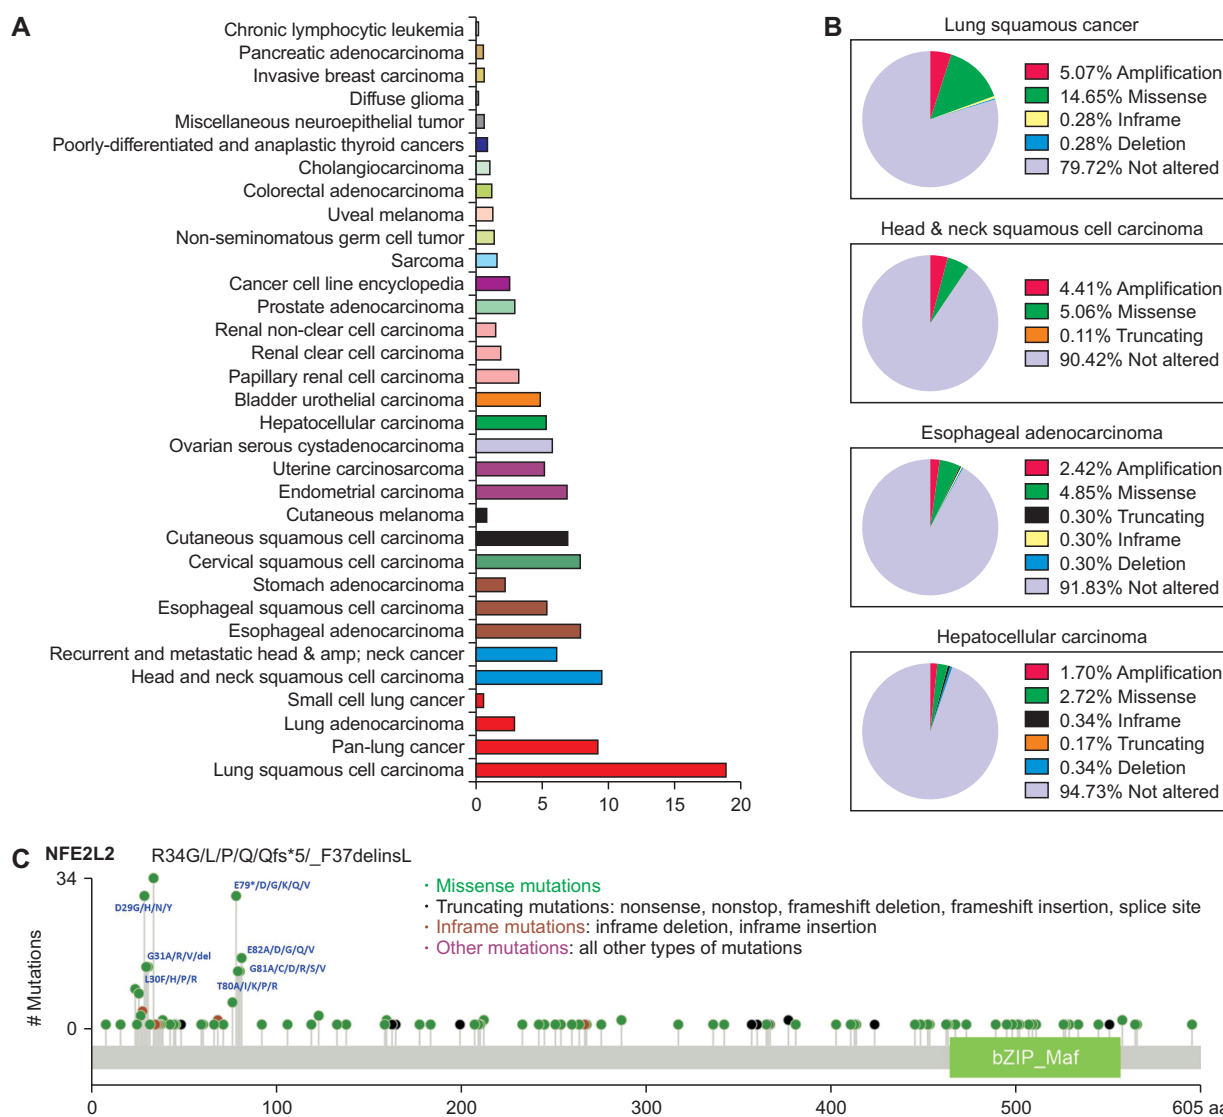 A
Chronic lymphocytic leukemia
Pancreatic adenocarcinoma
Invasive breast carcinoma
Diffuse glioma
Miscellaneous neuroepithelial tumor
Poorly-differentiated and anaplastic thyroid cancers
Cholangiocarcinoma
Colorectal adenocarcinoma
Uveal melanoma
Non-seminomatous germ cell tumor
Sarcoma
Cancer cell line encyclopedia
Prostate adenocarcinoma
Renal non-clear cell carcinoma
Renal clear cell carcinoma
Papillary renal cell carcinoma
Bladder urothelial carcinoma
Hepatocellular carcinoma
Ovarian serous cystadenocarcinoma
Uterine carcinosarcoma
Endometrial carcinoma
Cutaneous melanoma
Cutaneous squamous cell carcinoma
Cervical squamous cell carcinoma
Stomach adenocarcinoma
Esophageal squamous cell carcinoma
Esophageal adenocarcinoma
Recurrent and metastatic head & amp; neck cancer
Head and neck squamous cell carcinoma
Small cell lung cancer
Lung adenocarcinoma
Pan-lung cancer
Lung squamous cell carcinoma
0 5 10 15 20
B
Lung squamous cancer
5.07% Amplification
14.65% Missense
0.28% Inframe
0.28% Deletion
79.72% Not altered
Head & neck squamous cell carcinoma
4.41% Amplification
5.06% Missense
0.11% Truncating
90.42% Not altered
Esophageal adenocarcinoma
2.42% Amplification
4.85% Missense
0.30% Truncating
0.30% Inframe
0.30% Deletion
91.83% Not altered
Hepatocellular carcinoma
1.70% Amplification
2.72% Missense
0.34% Inframe
0.17% Truncating
0.34% Deletion
94.73% Not altered
C NFE2L2 R34G/L/P/Q/Qfs*5/_F37delinsL
34
# Mutations
0
D29G/H/N/Y
G31A/R/V/del
L30F/H/P/R
E79*/D/G/K/Q/V
E82A/D/G/Q/V
G81A/C/D/R/S/V
T80A/I/K/P/R
· Missense mutations
· Truncating mutations: nonsense, nonstop, frameshift deletion, frameshift insertion, splice site
· Inframe mutations: inframe deletion, inframe insertion
· Other mutations: all other types of mutations
bZIP_Maf
0 100 200 300 400 500 605 aa